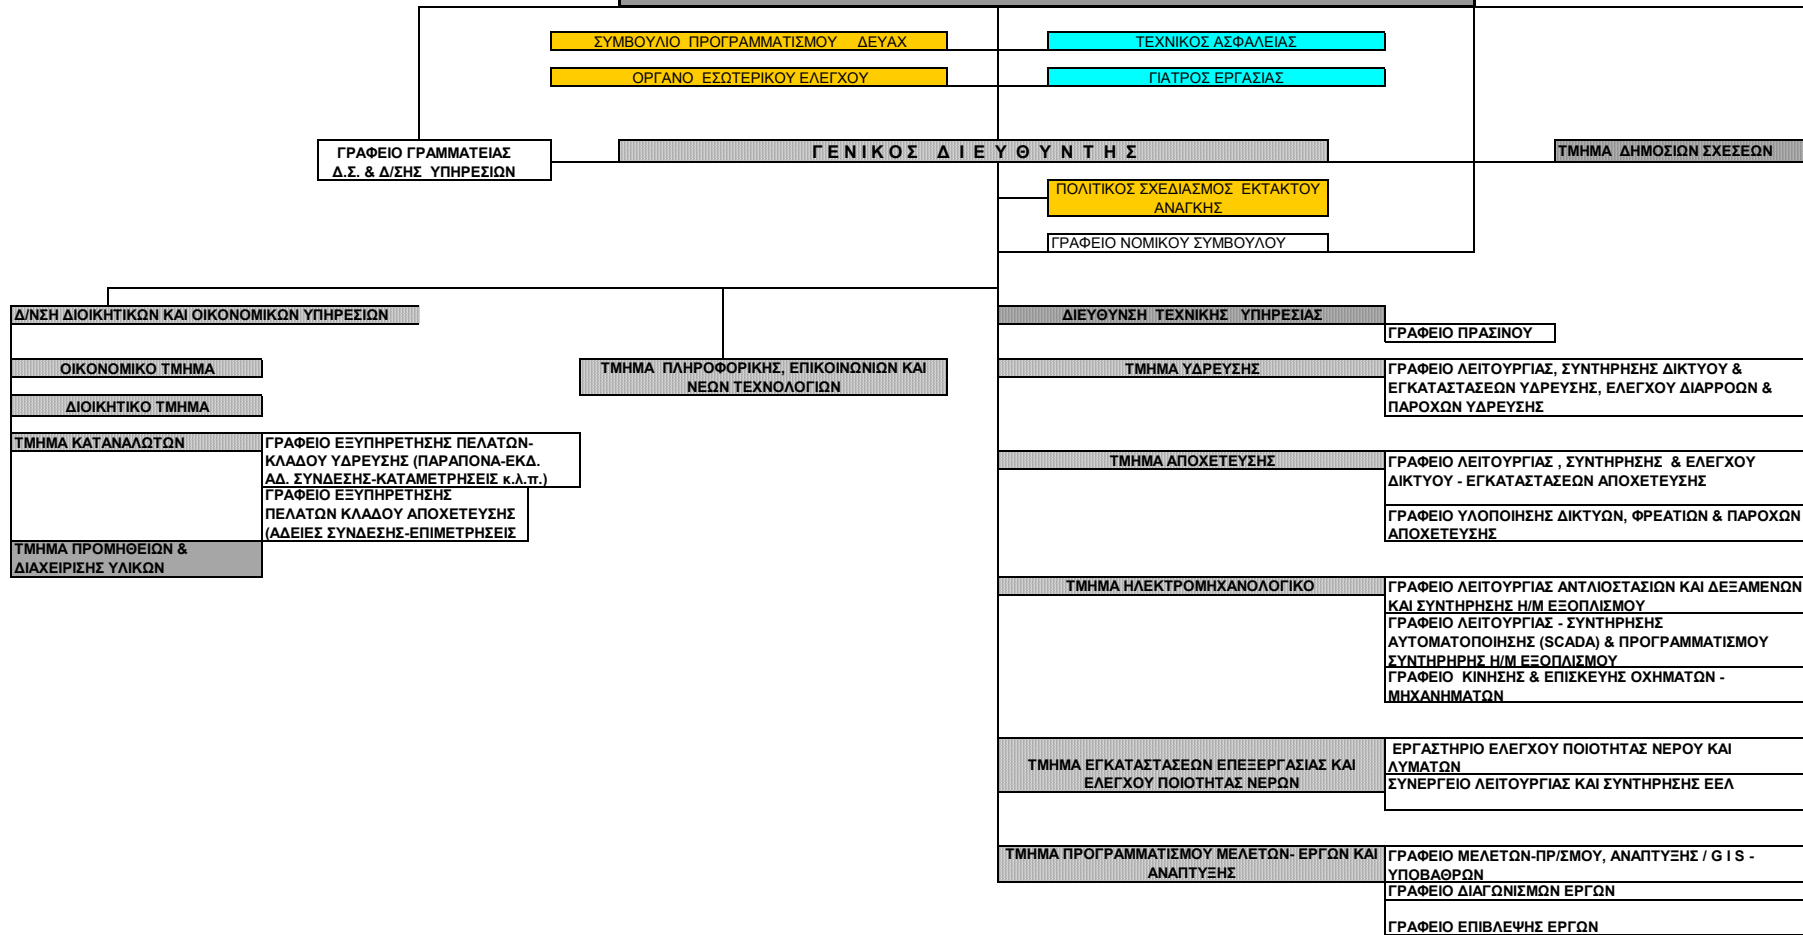 ΣΥΜΒΟΥΛΙΟ ΠΡΟΓΡΑΜΜΑΤΙΣΜΟΥ ΔΕΥΑΧ
ΤΕΧΝΙΚΟΣ ΑΣΦΑΛΕΙΑΣ
ΟΡΓΑΝΟ ΕΣΩΤΕΡΙΚΟΥ ΕΛΕΓΧΟΥ
ΓΙΑΤΡΟΣ ΕΡΓΑΣΙΑΣ
ΓΡΑΦΕΙΟ ΓΡΑΜΜΑΤΕΙΑΣ
Δ.Σ. & Δ/ΣΗΣ ΥΠΗΡΕΣΙΩΝ
ΓΕΝΙΚΟΣ ΔΙΕΥΘΥΝΤΗΣ
ΤΜΗΜΑ ΔΗΜΟΣΙΩΝ ΣΧΕΣΕΩΝ
ΠΟΛΙΤΙΚΟΣ ΣΧΕΔΙΑΣΜΟΣ ΕΚΤΑΚΤΟΥ
ΑΝΑΓΚΗΣ
ΓΡΑΦΕΙΟ ΝΟΜΙΚΟΥ ΣΥΜΒΟΥΛΟΥ
Δ/ΝΣΗ ΔΙΟΙΚΗΤΙΚΩΝ ΚΑΙ ΟΙΚΟΝΟΜΙΚΩΝ ΥΠΗΡΕΣΙΩΝ
ΟΙΚΟΝΟΜΙΚΟ ΤΜΗΜΑ
ΔΙΟΙΚΗΤΙΚΟ ΤΜΗΜΑ
ΤΜΗΜΑ ΚΑΤΑΝΑΛΩΤΩΝ
ΓΡΑΦΕΙΟ ΕΞΥΠΗΡΕΤΗΣΗΣ ΠΕΛΑΤΩΝ-
ΚΛΑΔΟΥ ΥΔΡΕΥΣΗΣ (ΠΑΡΑΠΟΝΑ-ΕΚΔ.
ΑΔ. ΣΥΝΔΕΣΗΣ-ΚΑΤΑΜΕΤΡΗΣΕΙΣ κ.λ.π.)
ΓΡΑΦΕΙΟ ΕΞΥΠΗΡΕΤΗΣΗΣ
ΠΕΛΑΤΩΝ ΚΛΑΔΟΥ ΑΠΟΧΕΤΕΥΣΗΣ
(ΑΔΕΙΕΣ ΣΥΝΔΕΣΗΣ-ΕΠΙΜΕΤΡΗΣΕΙΣ
ΤΜΗΜΑ ΠΡΟΜΗΘΕΙΩΝ &
ΔΙΑΧΕΙΡΙΣΗΣ ΥΛΙΚΩΝ
ΤΜΗΜΑ ΠΛΗΡΟΦΟΡΙΚΗΣ, ΕΠΙΚΟΙΝΩΝΙΩΝ ΚΑΙ
ΝΕΩΝ ΤΕΧΝΟΛΟΓΙΩΝ
ΔΙΕΥΘΥΝΣΗ ΤΕΧΝΙΚΗΣ ΥΠΗΡΕΣΙΑΣ
ΓΡΑΦΕΙΟ ΠΡΑΣΙΝΟΥ
ΤΜΗΜΑ ΥΔΡΕΥΣΗΣ
ΓΡΑΦΕΙΟ ΛΕΙΤΟΥΡΓΙΑΣ, ΣΥΝΤΗΡΗΣΗΣ ΔΙΚΤΥΟΥ &
ΕΓΚΑΤΑΣΤΑΣΕΩΝ ΥΔΡΕΥΣΗΣ, ΕΛΕΓΧΟΥ ΔΙΑΡΡΟΩΝ &
ΠΑΡΟΧΩΝ ΥΔΡΕΥΣΗΣ
ΤΜΗΜΑ ΑΠΟΧΕΤΕΥΣΗΣ
ΓΡΑΦΕΙΟ ΛΕΙΤΟΥΡΓΙΑΣ , ΣΥΝΤΗΡΗΣΗΣ & ΕΛΕΓΧΟΥ
ΔΙΚΤΥΟΥ - ΕΓΚΑΤΑΣΤΑΣΕΩΝ ΑΠΟΧΕΤΕΥΣΗΣ
ΓΡΑΦΕΙΟ ΥΛΟΠΟΙΗΣΗΣ ΔΙΚΤΥΩΝ, ΦΡΕΑΤΙΩΝ & ΠΑΡΟΧΩΝ
ΑΠΟΧΕΤΕΥΣΗΣ
ΤΜΗΜΑ ΗΛΕΚΤΡΟΜΗΧΑΝΟΛΟΓΙΚΟ
ΓΡΑΦΕΙΟ ΛΕΙΤΟΥΡΓΙΑΣ ΑΝΤΛΙΟΣΤΑΣΙΩΝ ΚΑΙ ΔΕΞΑΜΕΝΩΝ
ΚΑΙ ΣΥΝΤΗΡΗΣΗΣ Η/Μ ΕΞΟΠΛΙΣΜΟΥ
ΓΡΑΦΕΙΟ ΛΕΙΤΟΥΡΓΙΑΣ - ΣΥΝΤΗΡΗΣΗΣ
ΑΥΤΟΜΑΤΟΠΟΙΗΣΗΣ (SCADA) & ΠΡΟΓΡΑΜΜΑΤΙΣΜΟΥ
ΣΥΝΤΗΡΗΡΗΣ Η/Μ ΕΞΟΠΛΙΣΜΟΥ
ΓΡΑΦΕΙΟ ΚΙΝΗΣΗΣ & ΕΠΙΣΚΕΥΗΣ ΟΧΗΜΑΤΩΝ -
ΜΗΧΑΝΗΜΑΤΩΝ
ΤΜΗΜΑ ΕΓΚΑΤΑΣΤΑΣΕΩΝ ΕΠΕΞΕΡΓΑΣΙΑΣ ΚΑΙ
ΕΛΕΓΧΟΥ ΠΟΙΟΤΗΤΑΣ ΝΕΡΩΝ
ΕΡΓΑΣΤΗΡΙΟ ΕΛΕΓΧΟΥ ΠΟΙΟΤΗΤΑΣ ΝΕΡΟΥ ΚΑΙ
ΛΥΜΑΤΩΝ
ΣΥΝΕΡΓΕΙΟ ΛΕΙΤΟΥΡΓΙΑΣ ΚΑΙ ΣΥΝΤΗΡΗΣΗΣ ΕΕΛ
ΤΜΗΜΑ ΠΡΟΓΡΑΜΜΑΤΙΣΜΟΥ ΜΕΛΕΤΩΝ- ΕΡΓΩΝ ΚΑΙ
ΑΝΑΠΤΥΞΗΣ
ΓΡΑΦΕΙΟ ΜΕΛΕΤΩΝ-ΠΡ/ΣΜΟΥ, ΑΝΑΠΤΥΞΗΣ / G I S -
ΥΠΟΒΑΘΡΩΝ
ΓΡΑΦΕΙΟ ΔΙΑΓΩΝΙΣΜΩΝ ΕΡΓΩΝ
ΓΡΑΦΕΙΟ ΕΠΙΒΛΕΨΗΣ ΕΡΓΩΝ